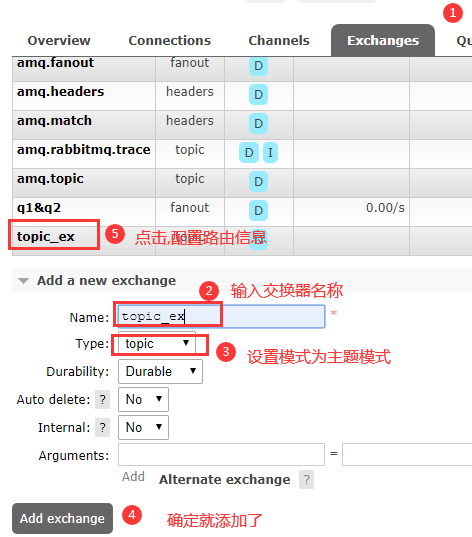 1
Overview Connections Channels Exchanges Qu
amq.fanout fanout D
amq.headers headers D
amq.match headers D
amq.rabbitmq.trace topic D I
amq.topic topic D
q1&q2 fanout D 0.00/s
topic_ex 5 点击,配置路由信息 D
Add a new exchange
2 输入交换器名称
Name: topic_ex *
Type: topic
3 设置模式为主题模式
Durability: Durable
Auto delete: ? No
Internal: ? No
Arguments: =
Add Alternate exchange ?
Add exchange 4 确定就添加了